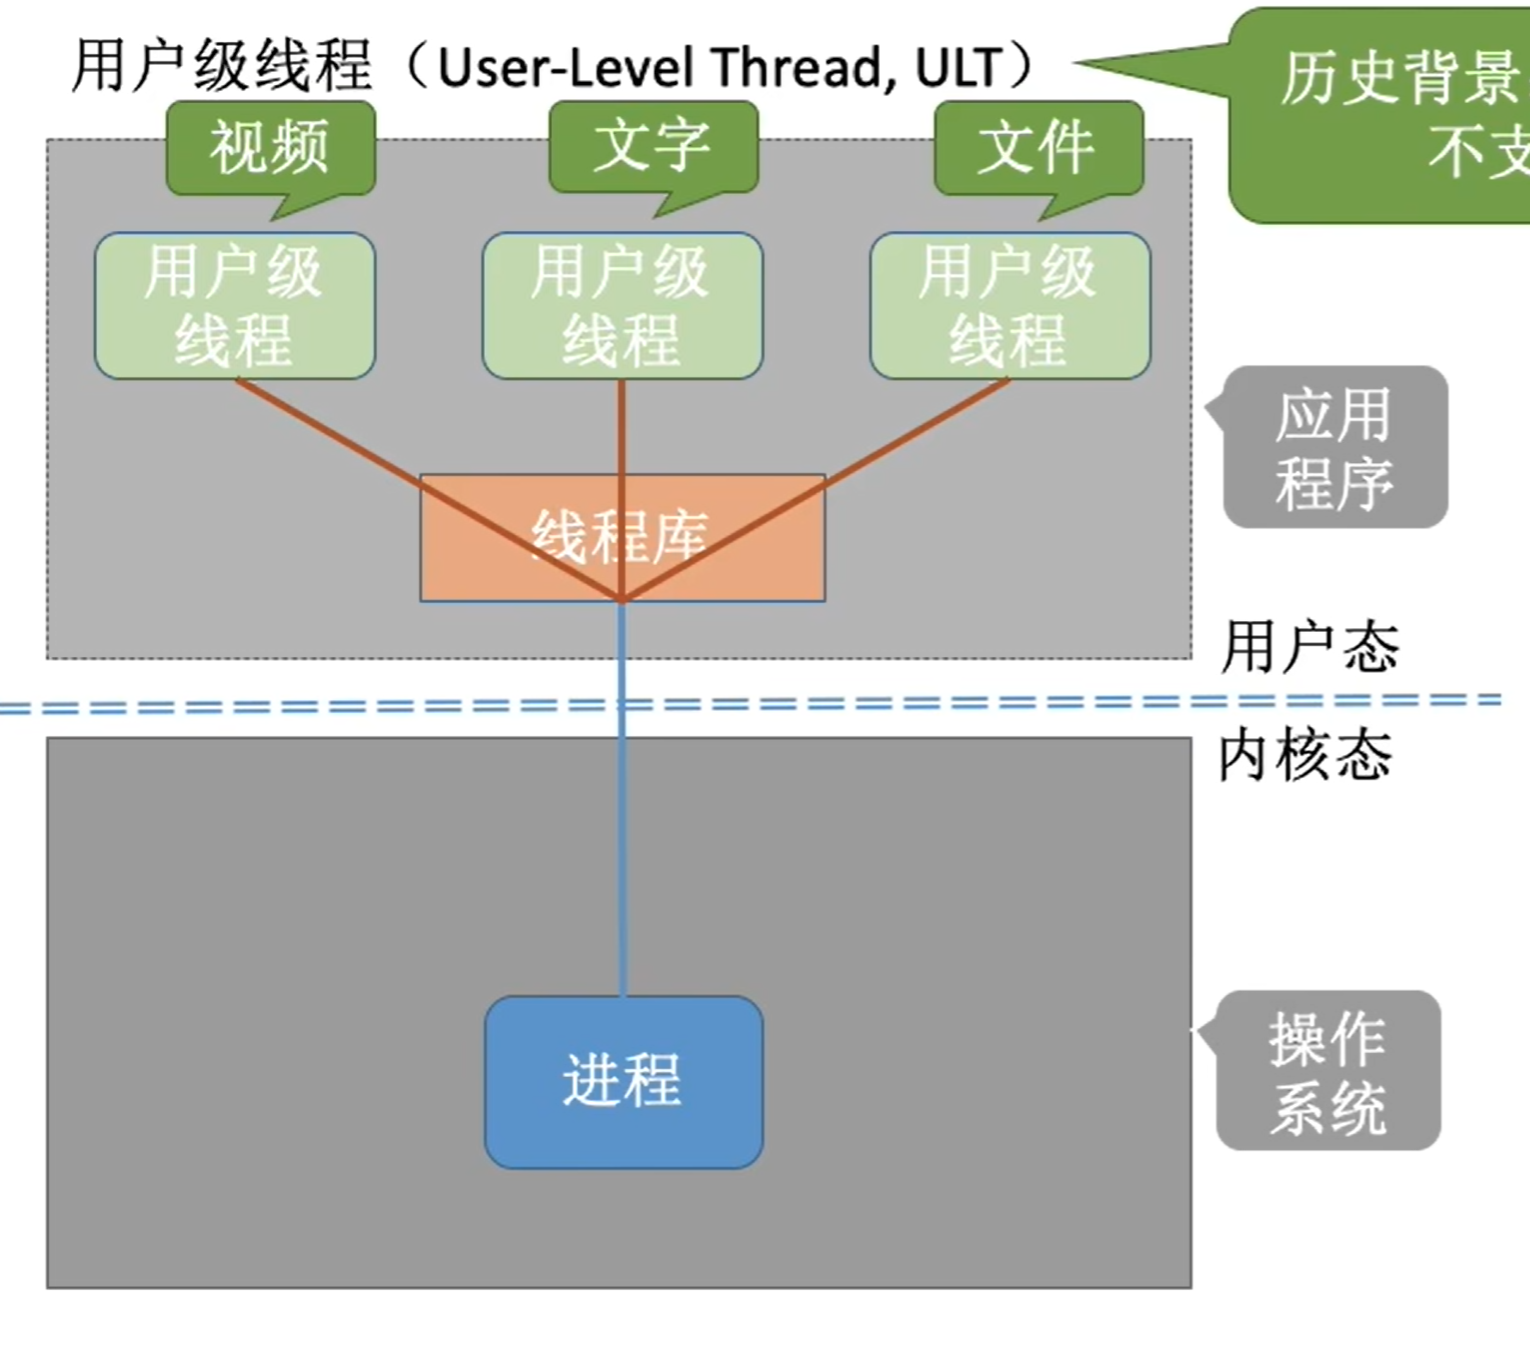 用户级线程（User-Level Thread, ULT）
历史背景
不支
视频
文字
文件
用户级
线程
用户级
线程
用户级
线程
应用
程序
线程库
用户态
内核态
进程
操作
系统